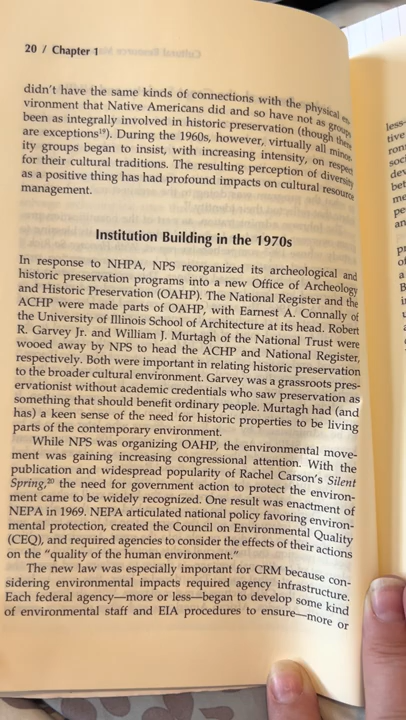 20 / Chapter 1
didn't have the same kinds of connections with the physical en-
vironment that Native Americans did and so have not as groups
been as integrally involved in historic preservation (though there
are exceptions¹⁹). During the 1960s, however, virtually all minor-
ity groups began to insist, with increasing intensity, on respect
for their cultural traditions. The resulting perception of diversity
as a positive thing has had profound impacts on cultural resource
management.
Institution Building in the 1970s
In response to NHPA, NPS reorganized its archeological and
historic preservation programs into a new Office of Archeology
and Historic Preservation (OAHP). The National Register and the
ACHP were made parts of OAHP, with Earnest A. Connally of
the University of Illinois School of Architecture at its head. Robert
R. Garvey Jr. and William J. Murtagh of the National Trust were
wooed away by NPS to head the ACHP and National Register,
respectively. Both were important in relating historic preservation
to the broader cultural environment. Garvey was a grassroots pres-
ervationist without academic credentials who saw preservation as
something that should benefit ordinary people. Murtagh had (and
has) a keen sense of the need for historic properties to be living
parts of the contemporary environment.
While NPS was organizing OAHP, the environmental move-
ment was gaining increasing congressional attention. With the
publication and widespread popularity of Rachel Carson's Silent
Spring,²⁰ the need for government action to protect the environ-
ment came to be widely recognized. One result was enactment of
NEPA in 1969. NEPA articulated national policy favoring environ-
mental protection, created the Council on Environmental Quality
(CEQ), and required agencies to consider the effects of their actions
on the "quality of the human environment."
The new law was especially important for CRM because con-
sidering environmental impacts required agency infrastructure.
Each federal agency—more or less—began to develop some kind
of environmental staff and EIA procedures to ensure—more or